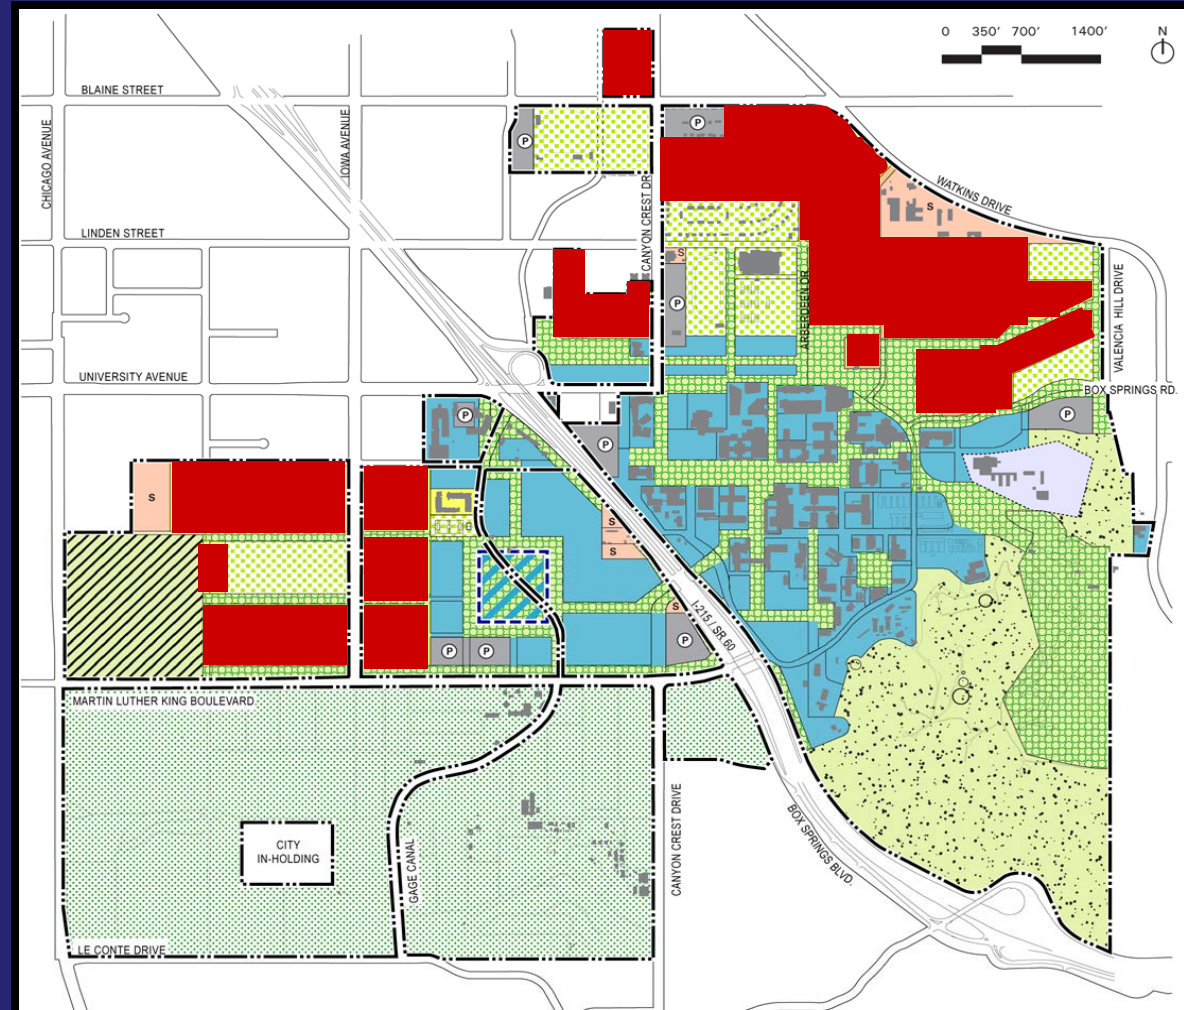 0 350' 700' 1400'
N
BLAINE STREET
CHICAGO AVENUE
IOWA AVENUE
P
P
CANYON CREST DR
WATKINS DRIVE
S
LINDEN STREET
S
P
ARBERDEEN DR
VALENCIA HILL DRIVE
UNIVERSITY AVENUE
BOX SPRINGS RD.
P
P
P
S
S
S
S
I-215 / SR 60
P
P
P
MARTIN LUTHER KING BOULEVARD
CITY
IN-HOLDING
GAGE CANAL
CANYON CREST DRIVE
BOX SPRINGS BLVD.
LE CONTE DRIVE